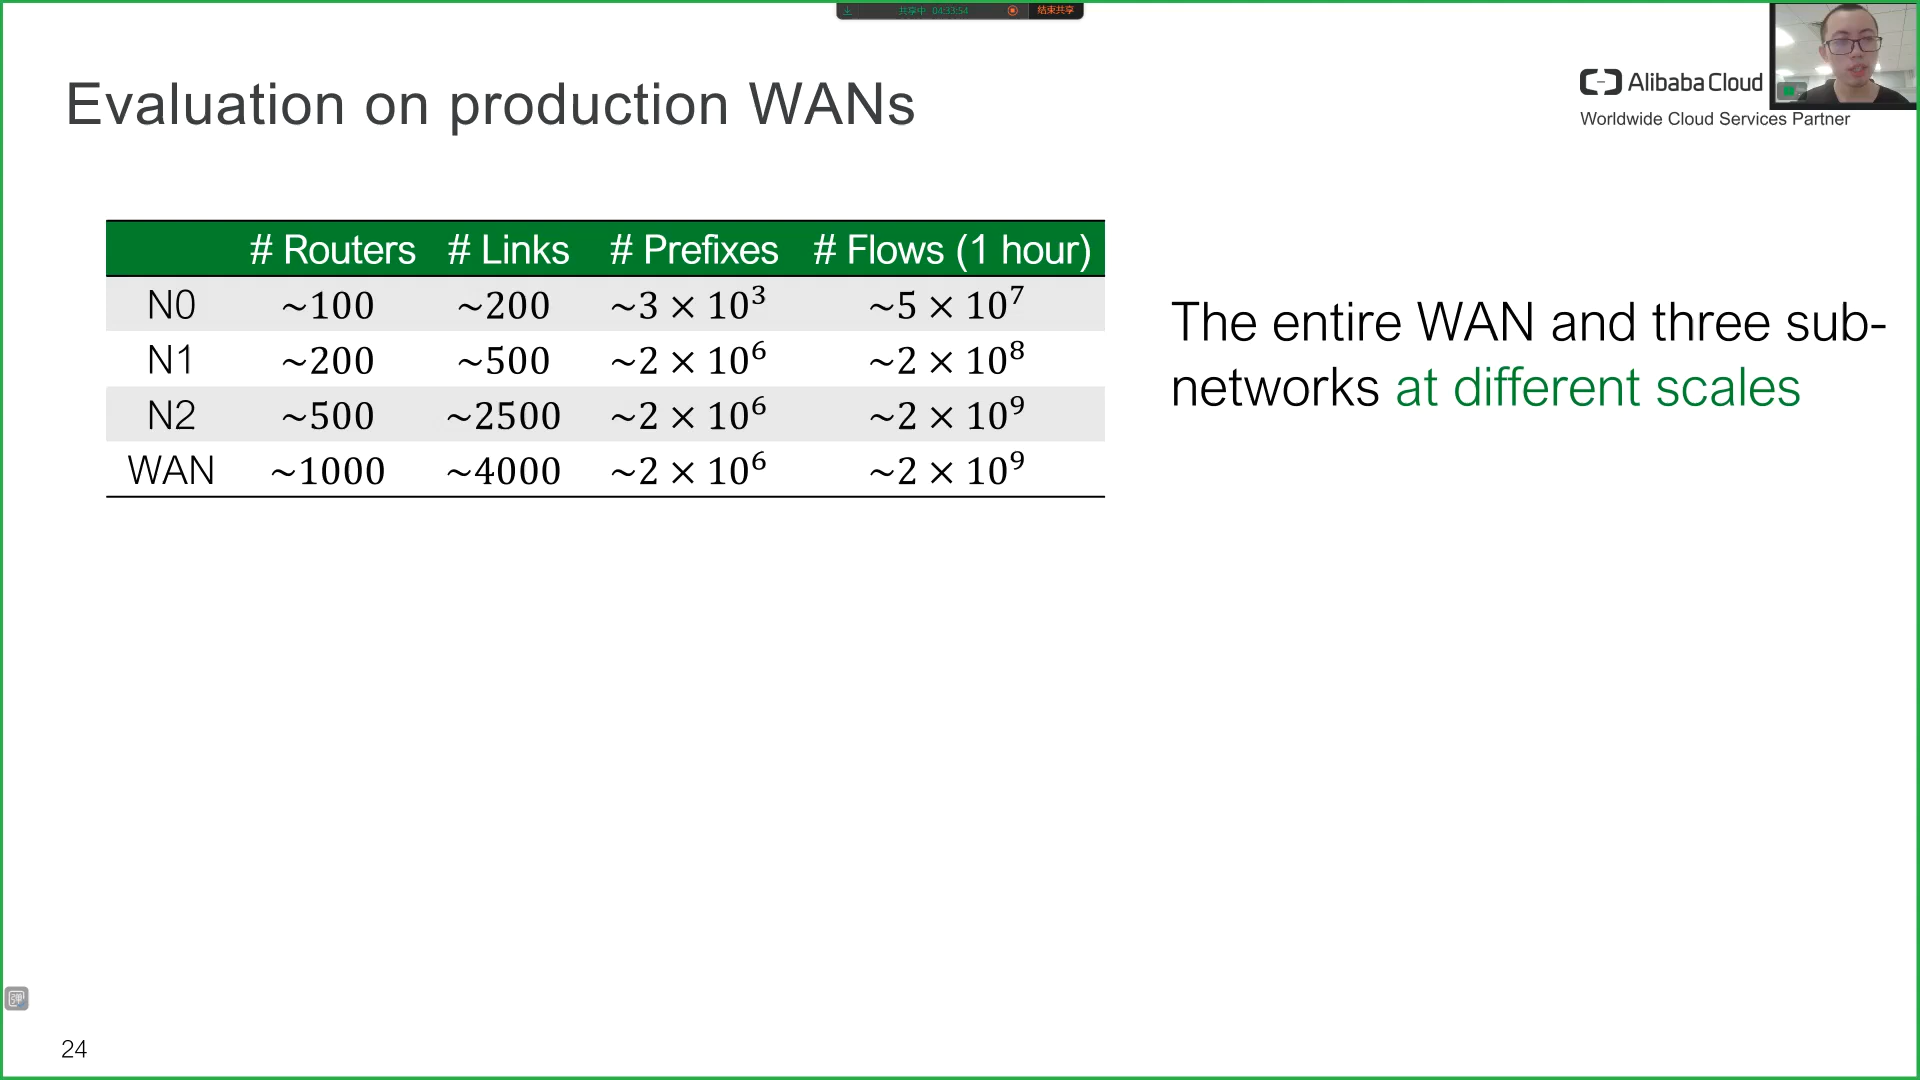 共享中 04:33:54 结束共享
Evaluation on production WANs
Alibaba Cloud
Worldwide Cloud Services Partner
# Routers # Links # Prefixes # Flows (1 hour)
N0 ~100 ~200 ~3 × 10³ ~5 × 10⁷
N1 ~200 ~500 ~2 × 10⁶ ~2 × 10⁸
N2 ~500 ~2500 ~2 × 10⁶ ~2 × 10⁹
WAN ~1000 ~4000 ~2 × 10⁶ ~2 × 10⁹
The entire WAN and three sub-
networks at different scales
弹
24